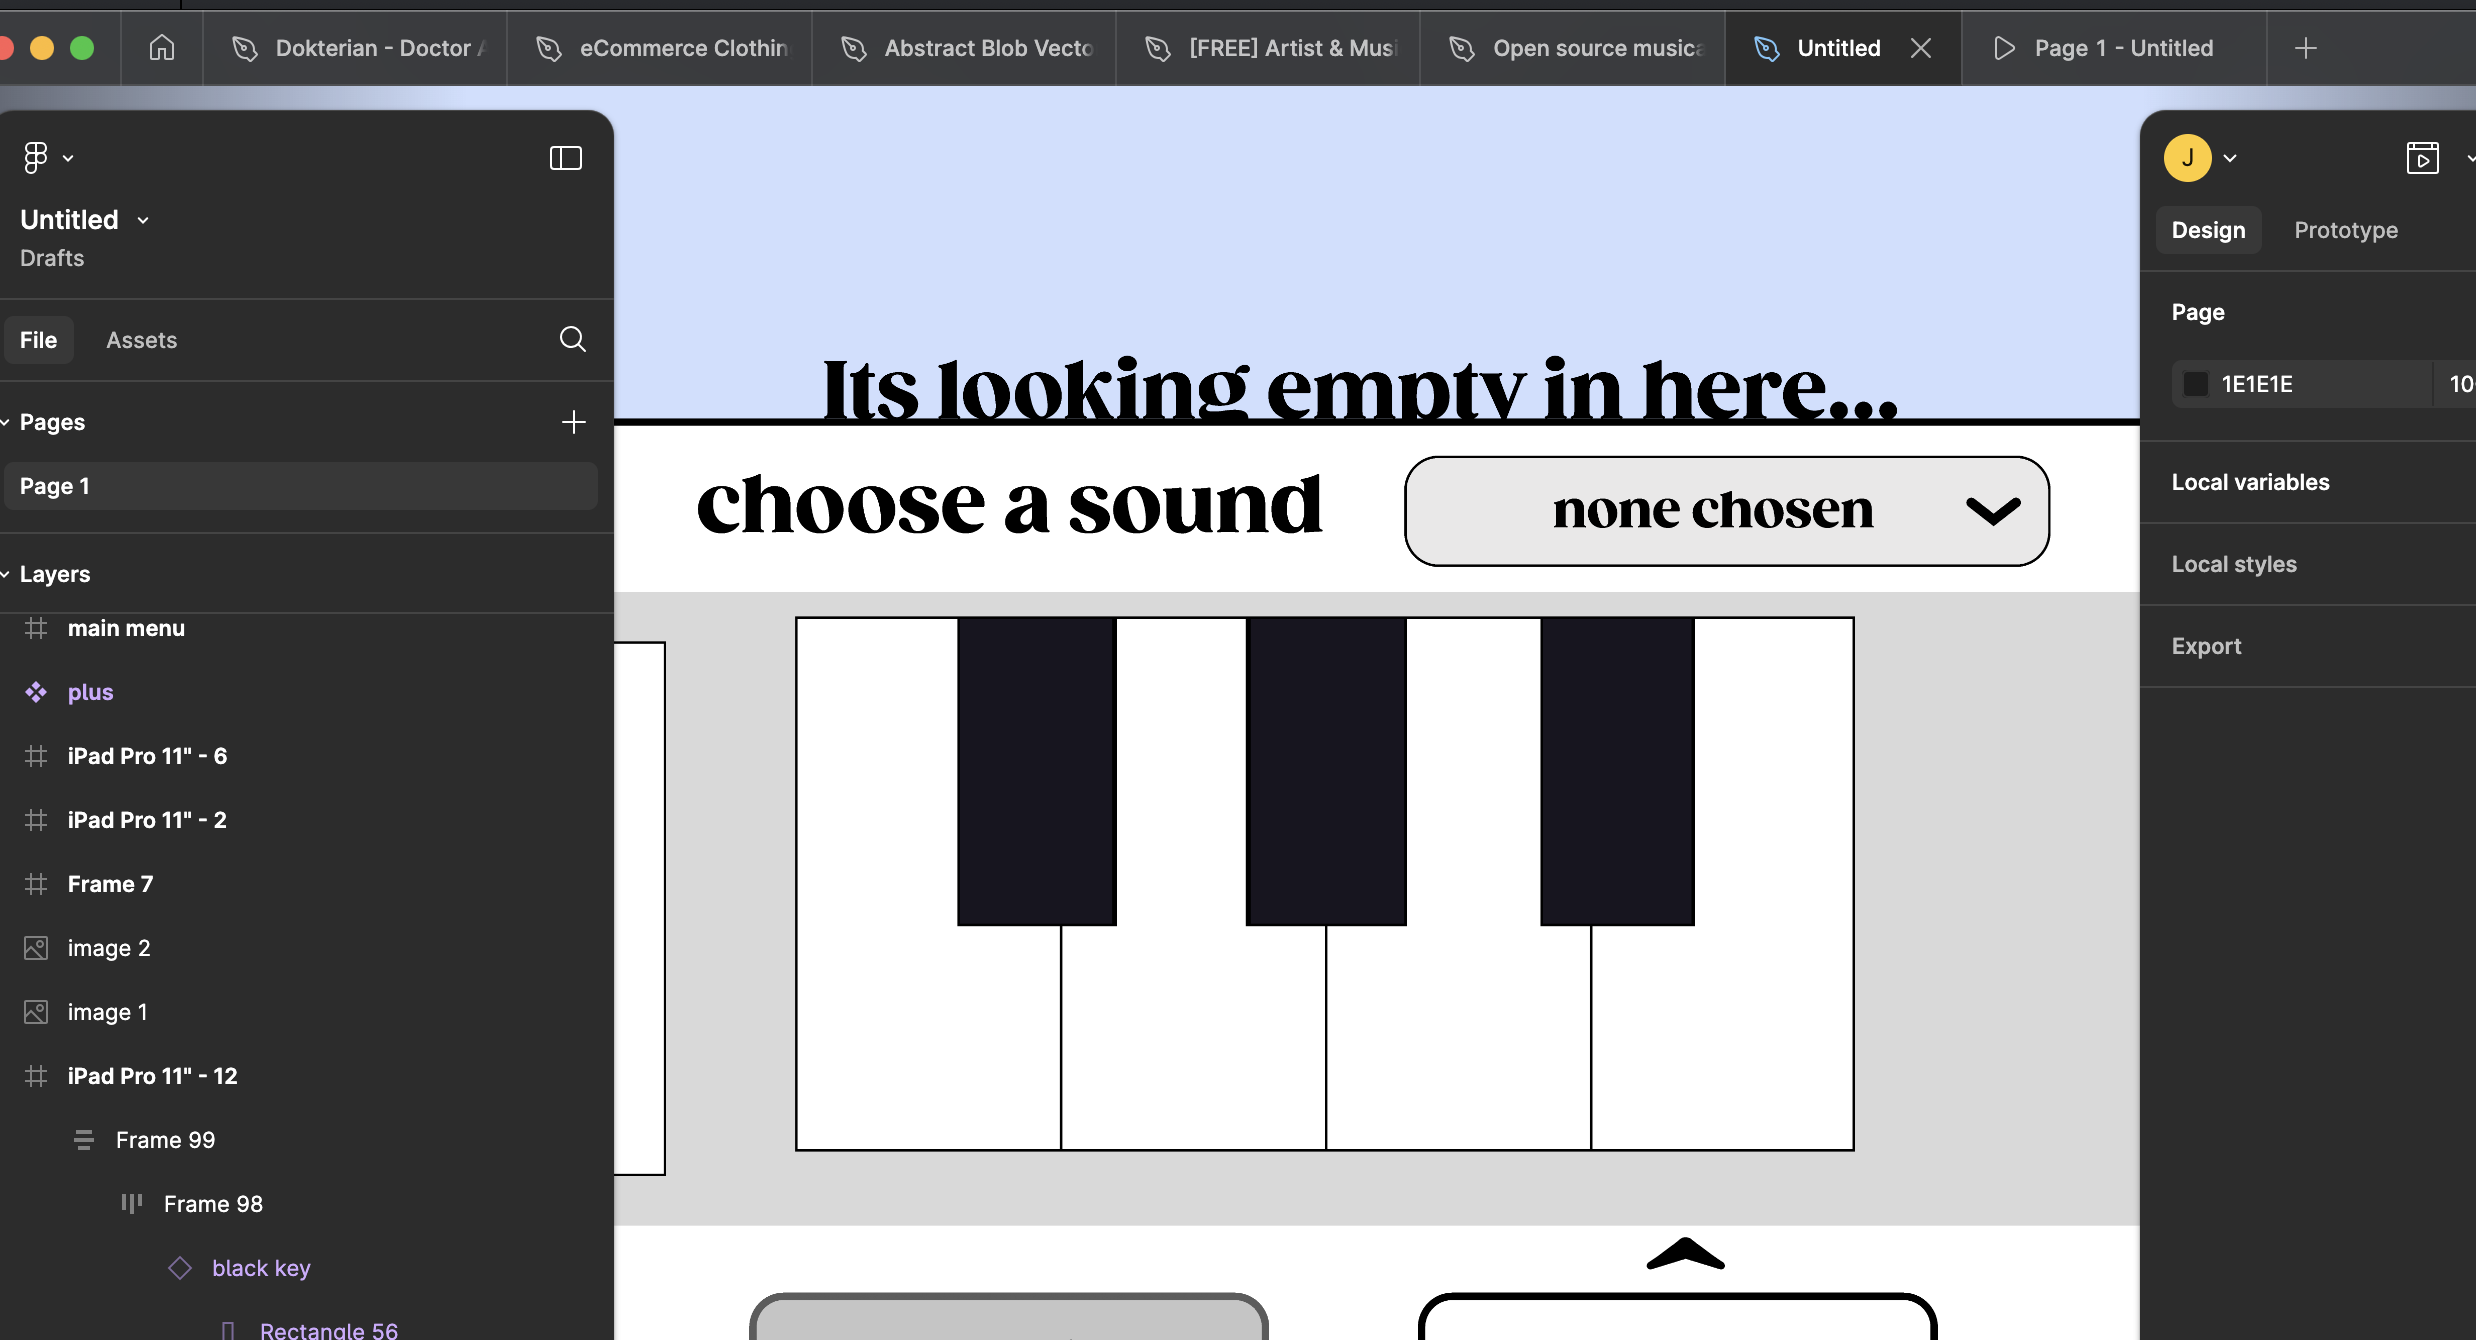 Dokterian - Doctor A
eCommerce Clothin
Abstract Blob Vecto
[FREE] Artist & Musi
Open source musica
Untitled
Page 1 - Untitled
Untitled
Drafts
File
Assets
Pages
Page 1
Layers
main menu
plus
iPad Pro 11" - 6
iPad Pro 11" - 2
Frame 7
image 2
image 1
iPad Pro 11" - 12
Frame 99
Frame 98
black key
Rectangle 56
Its looking empty in here...
choose a sound
none chosen
J
Design
Prototype
Page
1E1E1E
10
Local variables
Local styles
Export